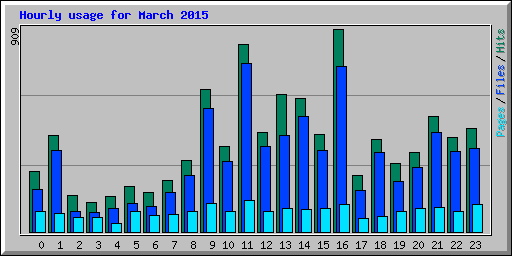 Hourly usage for March 2015
909
Pages/Files/Hits
0 1 2 3 4 5 6 7 8 9 10 11 12 13 14 15 16 17 18 19 20 21 22 23